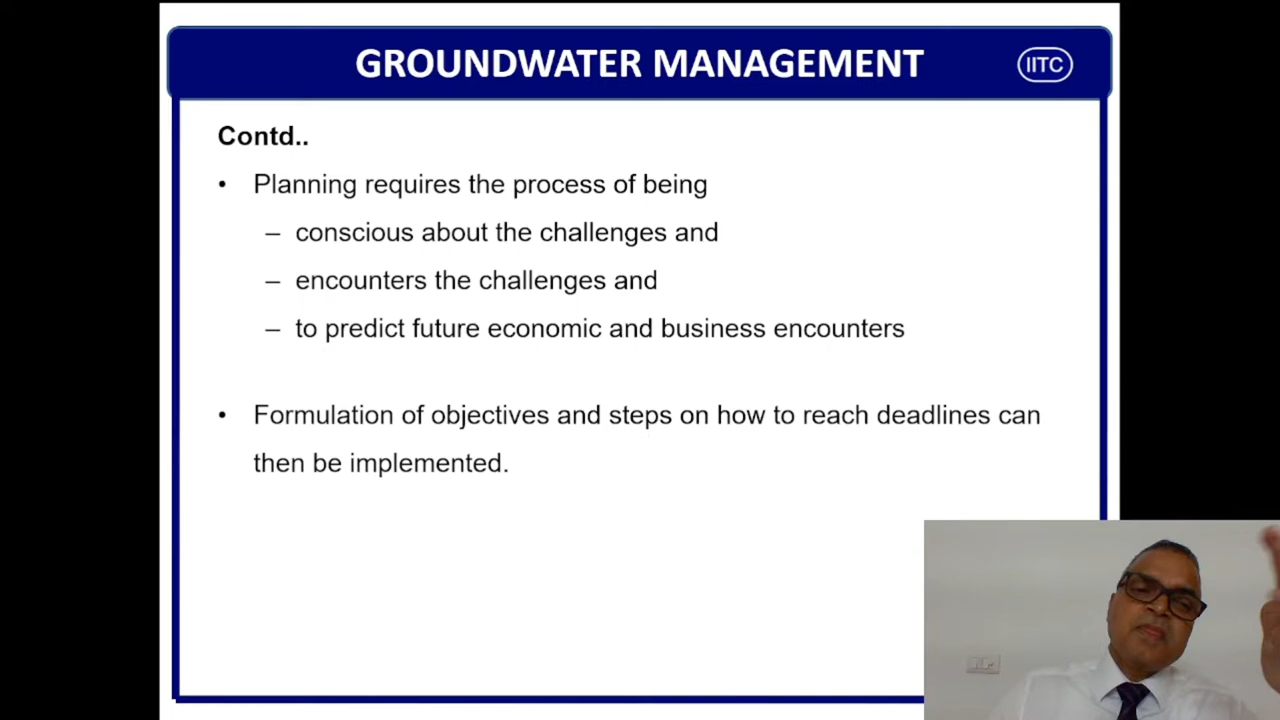 GROUNDWATER MANAGEMENT
IITC
Contd..
• Planning requires the process of being
– conscious about the challenges and
– encounters the challenges and
– to predict future economic and business encounters
• Formulation of objectives and steps on how to reach deadlines can
then be implemented.